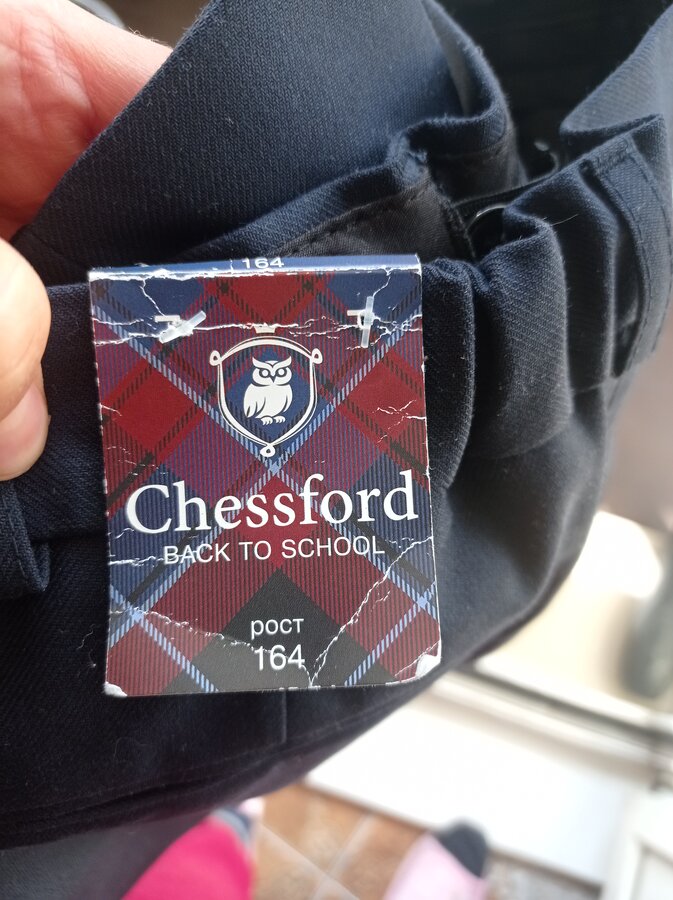 164
Chessford
BACK TO SCHOOL
рост
164